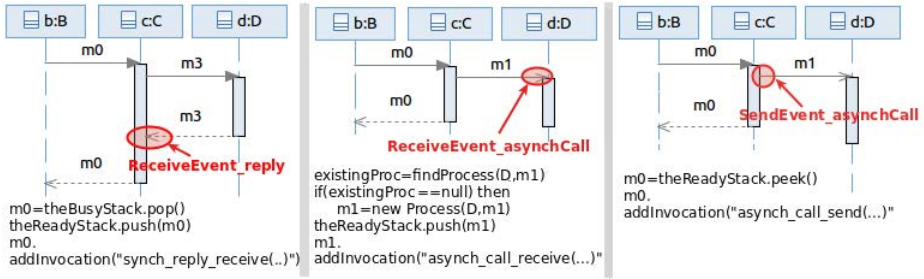 b:B
c:C
d:D
m0
m3
m3
ReceiveEvent_reply
m0
m0=theBusyStack.pop()
theReadyStack.push(m0)
m0.
addInvocation("synch_reply_receive(..)")
b:B
c:C
d:D
m0
m1
m0
ReceiveEvent_asynchCall
existingProc=findProcess(D,m1)
if(existingProc==null) then
m1=new Process(D,m1)
theReadyStack.push(m1)
m1.
addInvocation("asynch_call_receive(...)"
b:B
c:C
d:D
m0
m1
m0
SendEvent_asynchCall
m0=theReadyStack.peek()
m0.
addInvocation("asynch_call_send(...)"